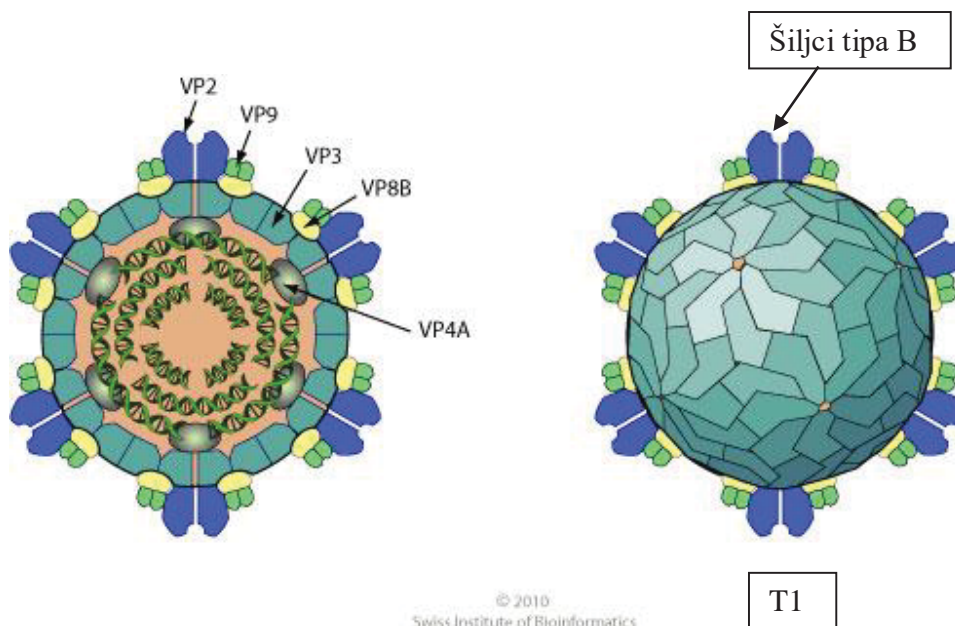 Šiljci tipa B
VP2
VP9
VP3
VP8B
VP4A
T1
© 2010
Swiss Institute of Bioinformatics